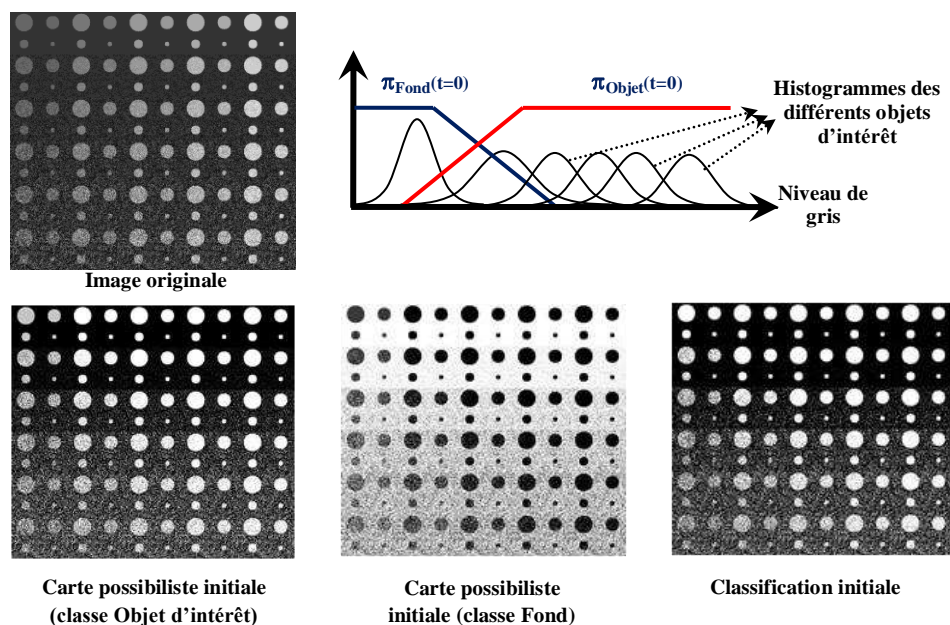 πFond(t=0)
πObjet(t=0)
Histogrammes des
différents objets
d'intérêt
Niveau de
gris
Image originale
Carte possibiliste initiale
(classe Objet d'intérêt)
Carte possibiliste
initiale (classe Fond)
Classification initiale